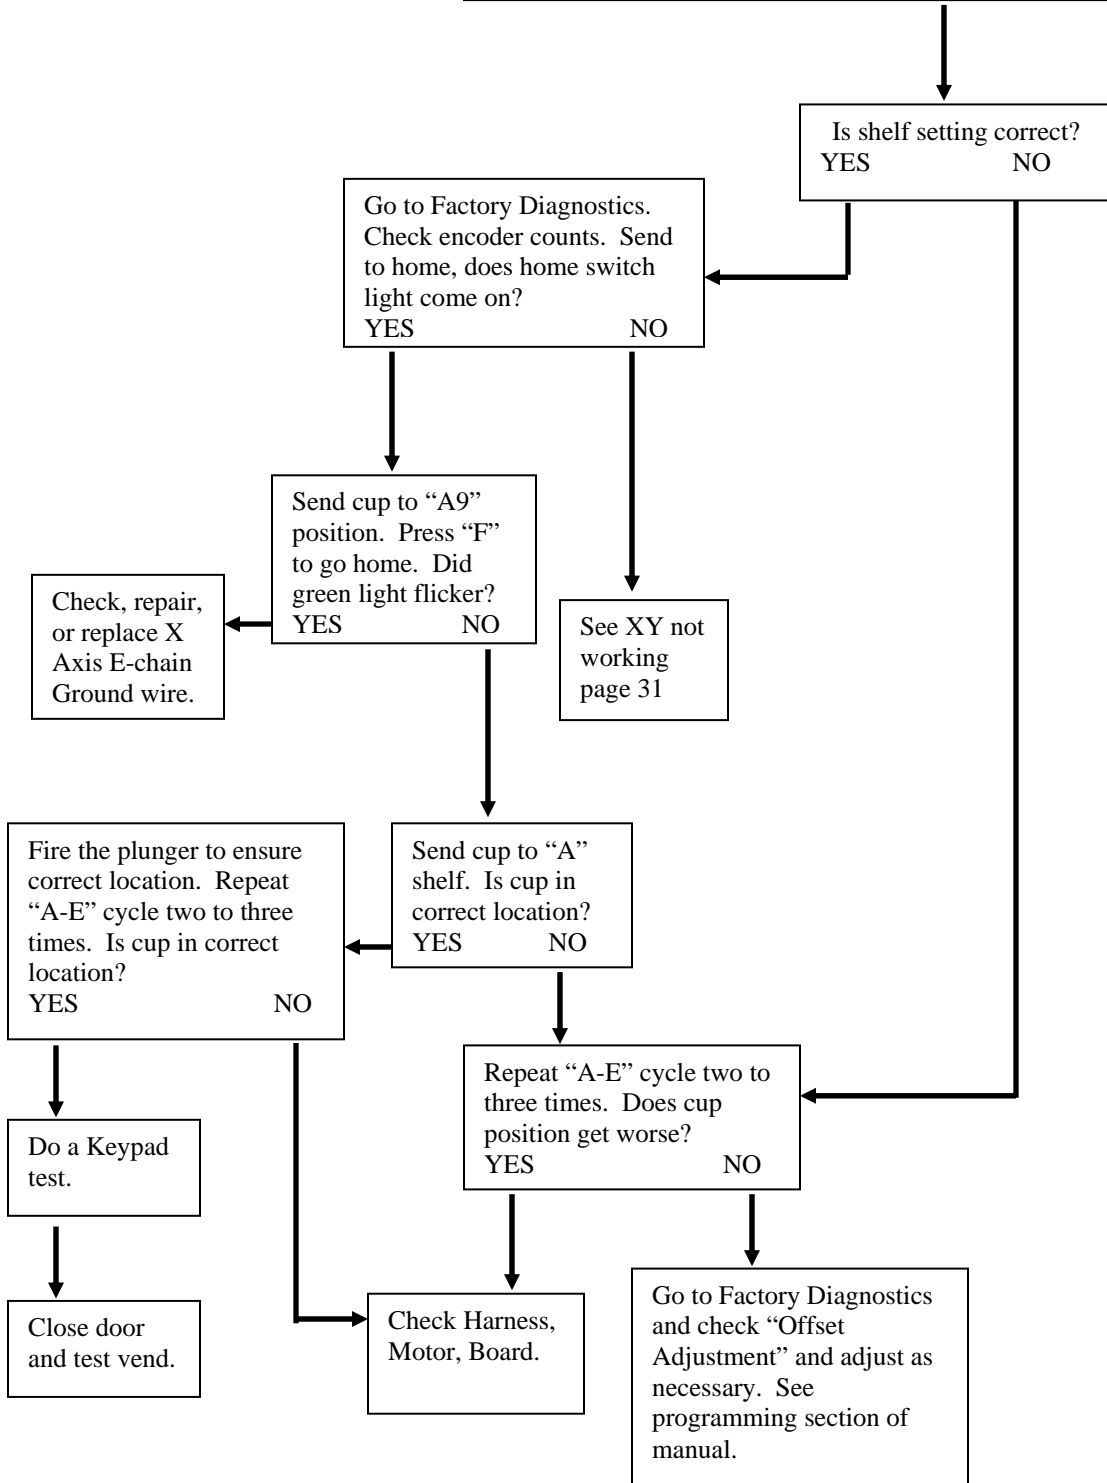 Is shelf setting correct?
YES NO
Go to Factory Diagnostics.
Check encoder counts. Send
to home, does home switch
light come on?
YES NO
Send cup to “A9”
position. Press “F”
to go home. Did
green light flicker?
YES NO
Check, repair,
or replace X
Axis E-chain
Ground wire.
See XY not
working
page 31
Send cup to “A”
shelf. Is cup in
correct location?
YES NO
Fire the plunger to ensure
correct location. Repeat
“A-E” cycle two to three
times. Is cup in correct
location?
YES NO
Repeat “A-E” cycle two to
three times. Does cup
position get worse?
YES NO
Do a Keypad
test.
Close door
and test vend.
Check Harness,
Motor, Board.
Go to Factory Diagnostics
and check “Offset
Adjustment” and adjust as
necessary. See
programming section of
manual.